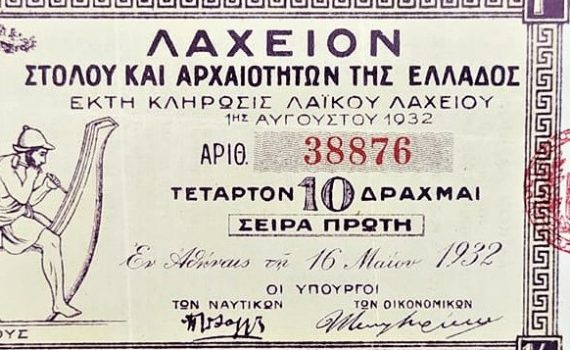 ΛΑΧΕΙΟΝ
ΣΤΟΛΟΥ ΚΑΙ ΑΡΧΑΙΟΤΗΤΩΝ ΤΗΣ ΕΛΛΑΔΟΣ
ΕΚΤΗ ΚΛΗΡΩΣΙΣ ΛΑΪΚΟΥ ΛΑΧΕΙΟΥ
1ΗΣ ΑΥΓΟΥΣΤΟΥ 1932
ΑΡΙΘ. 38876
ΤΕΤΑΡΤΟΝ 10 ΔΡΑΧΜΑΙ
ΣΕΙΡΑ ΠΡΩΤΗ
Ἐν Ἀθήναις τῇ 16 Μαΐου 1932
ΟΙ ΥΠΟΥΡΓΟΙ
ΤΩΝ ΝΑΥΤΙΚΩΝ ΤΩΝ ΟΙΚΟΝΟΜΙΚΩΝ